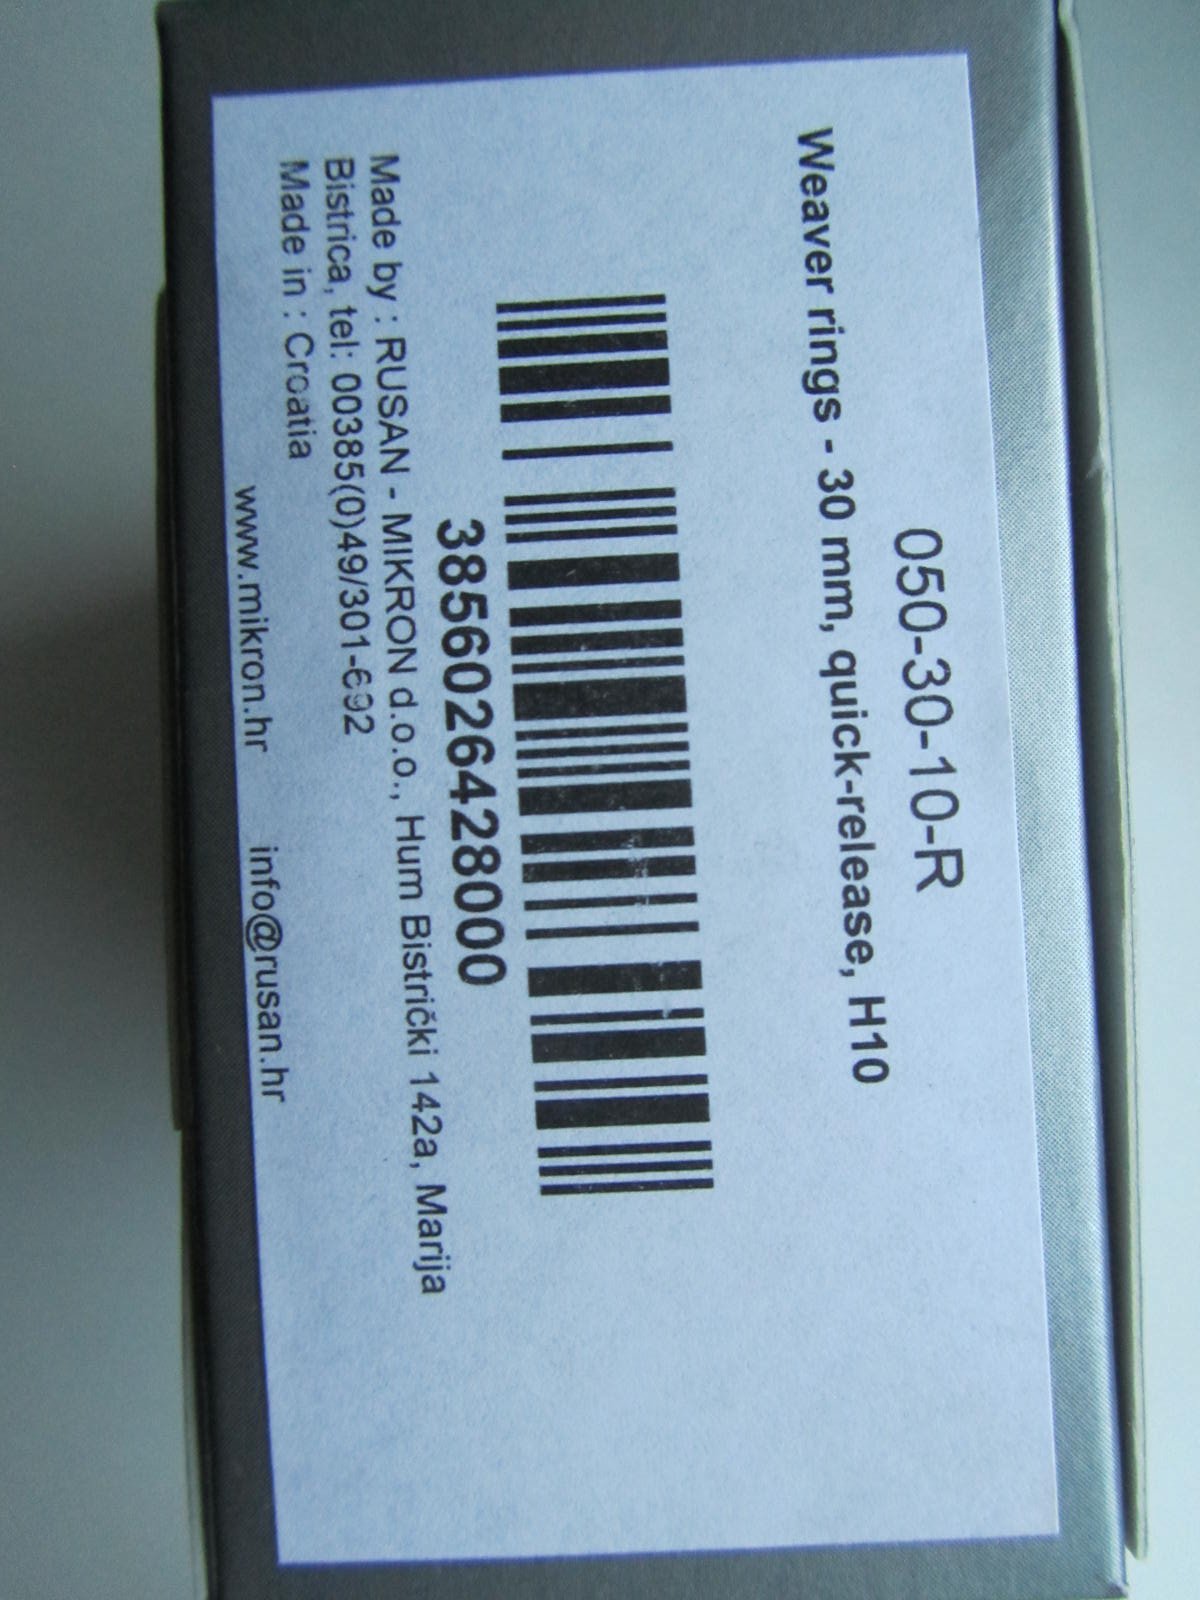 050-30-10-R
Weaver rings - 30 mm, quick-release, H10
3856026428000
Made by : RUSAN - MIKRON d.o.o., Hum Bistrički 142a, Marija
Bistrica, tel: 00385(0)49/301-692
Made in : Croatia
www.mikron.hr info@rusan.hr